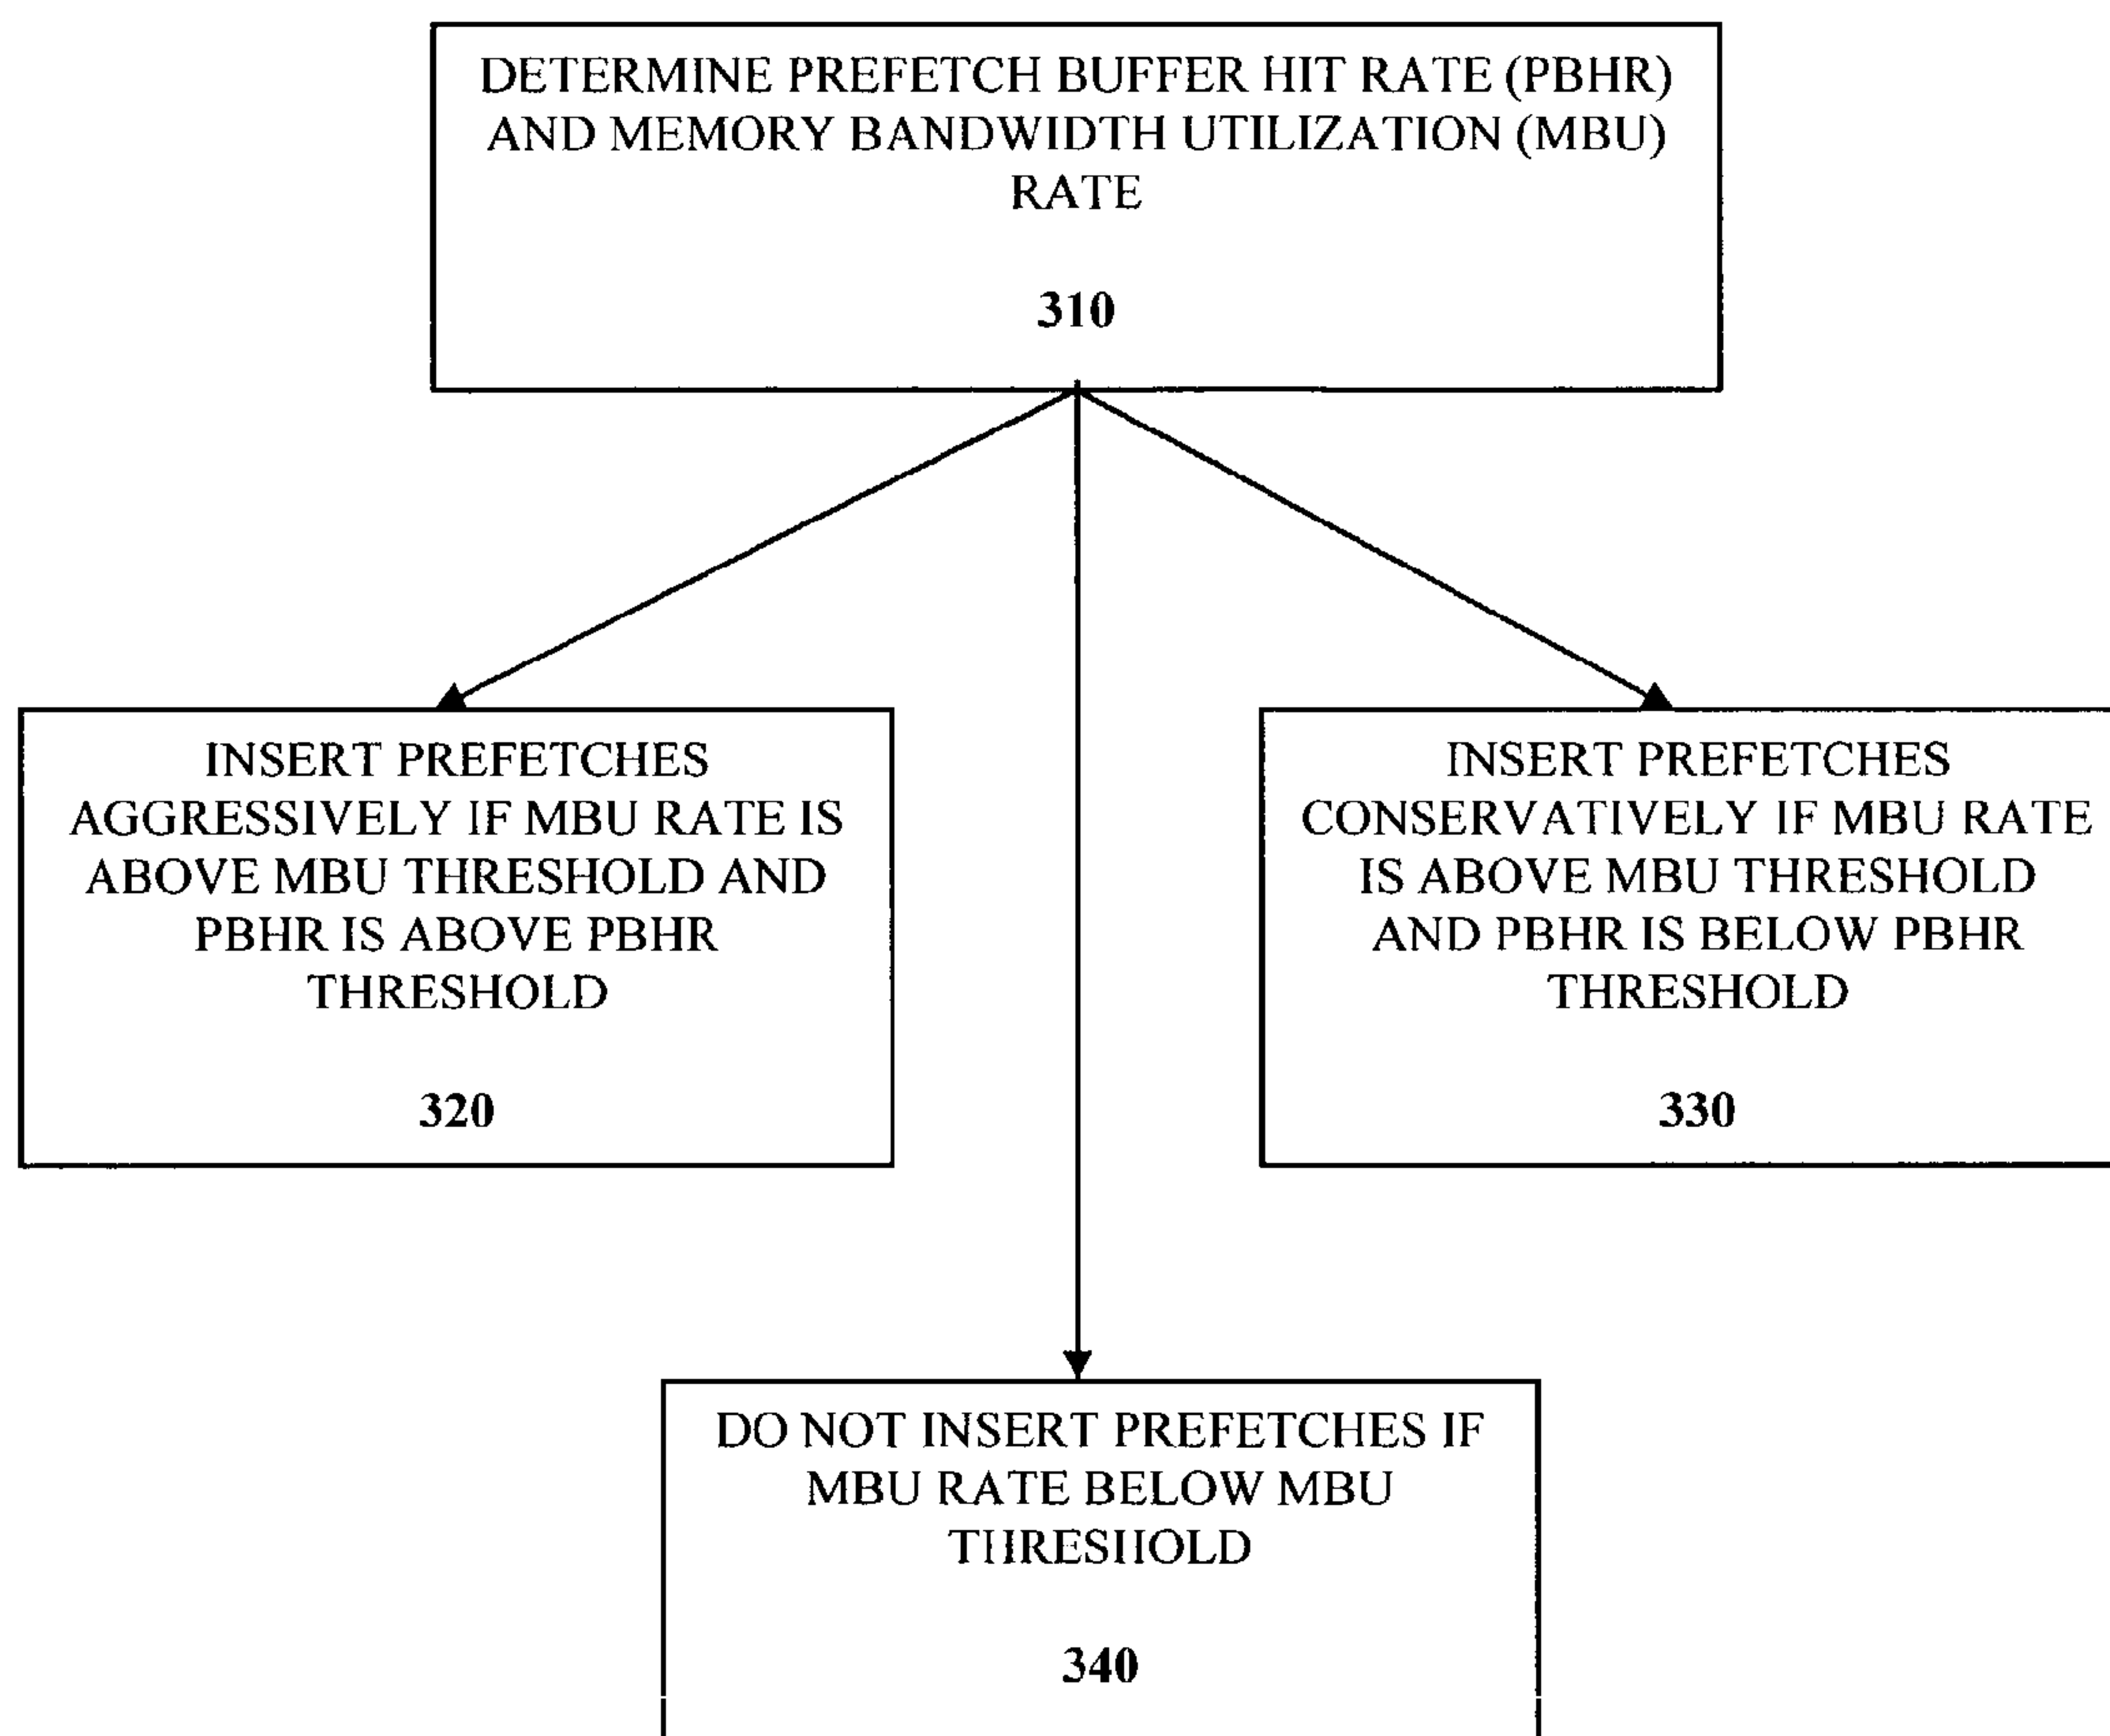 DETERMINE PREFETCH BUFFER HIT RATE (PBHR)
AND MEMORY BANDWIDTH UTILIZATION (MBU)
RATE
310
INSERT PREFETCHES
AGGRESSIVELY IF MBU RATE IS
ABOVE MBU THRESHOLD AND
PBHR IS ABOVE PBHR
THRESHOLD
320
INSERT PREFETCHES
CONSERVATIVELY IF MBU RATE
IS ABOVE MBU THRESHOLD
AND PBHR IS BELOW PBHR
THRESHOLD
330
DO NOT INSERT PREFETCHES IF
MBU RATE BELOW MBU
THRESHOLD
340